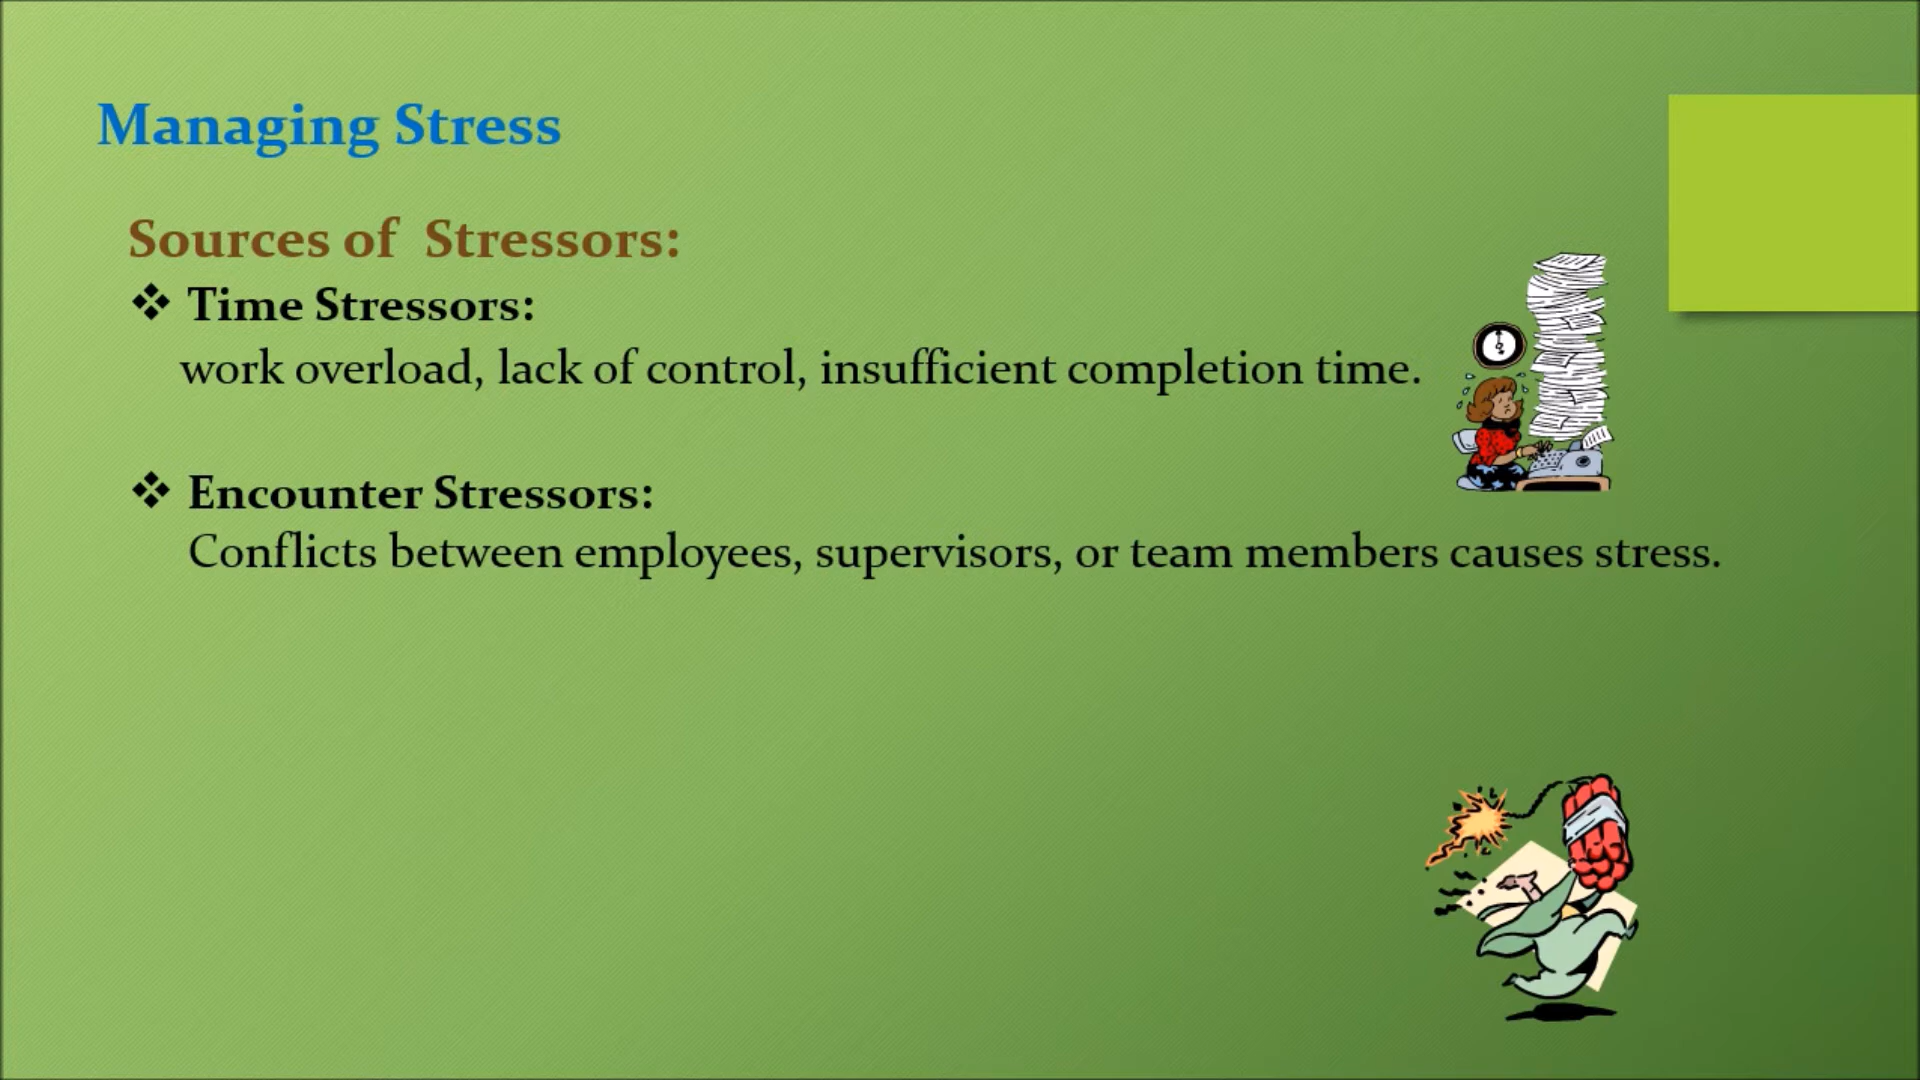 Managing Stress
Sources of Stressors:
❖ Time Stressors:
work overload, lack of control, insufficient completion time.
❖ Encounter Stressors:
Conflicts between employees, supervisors, or team members causes stress.